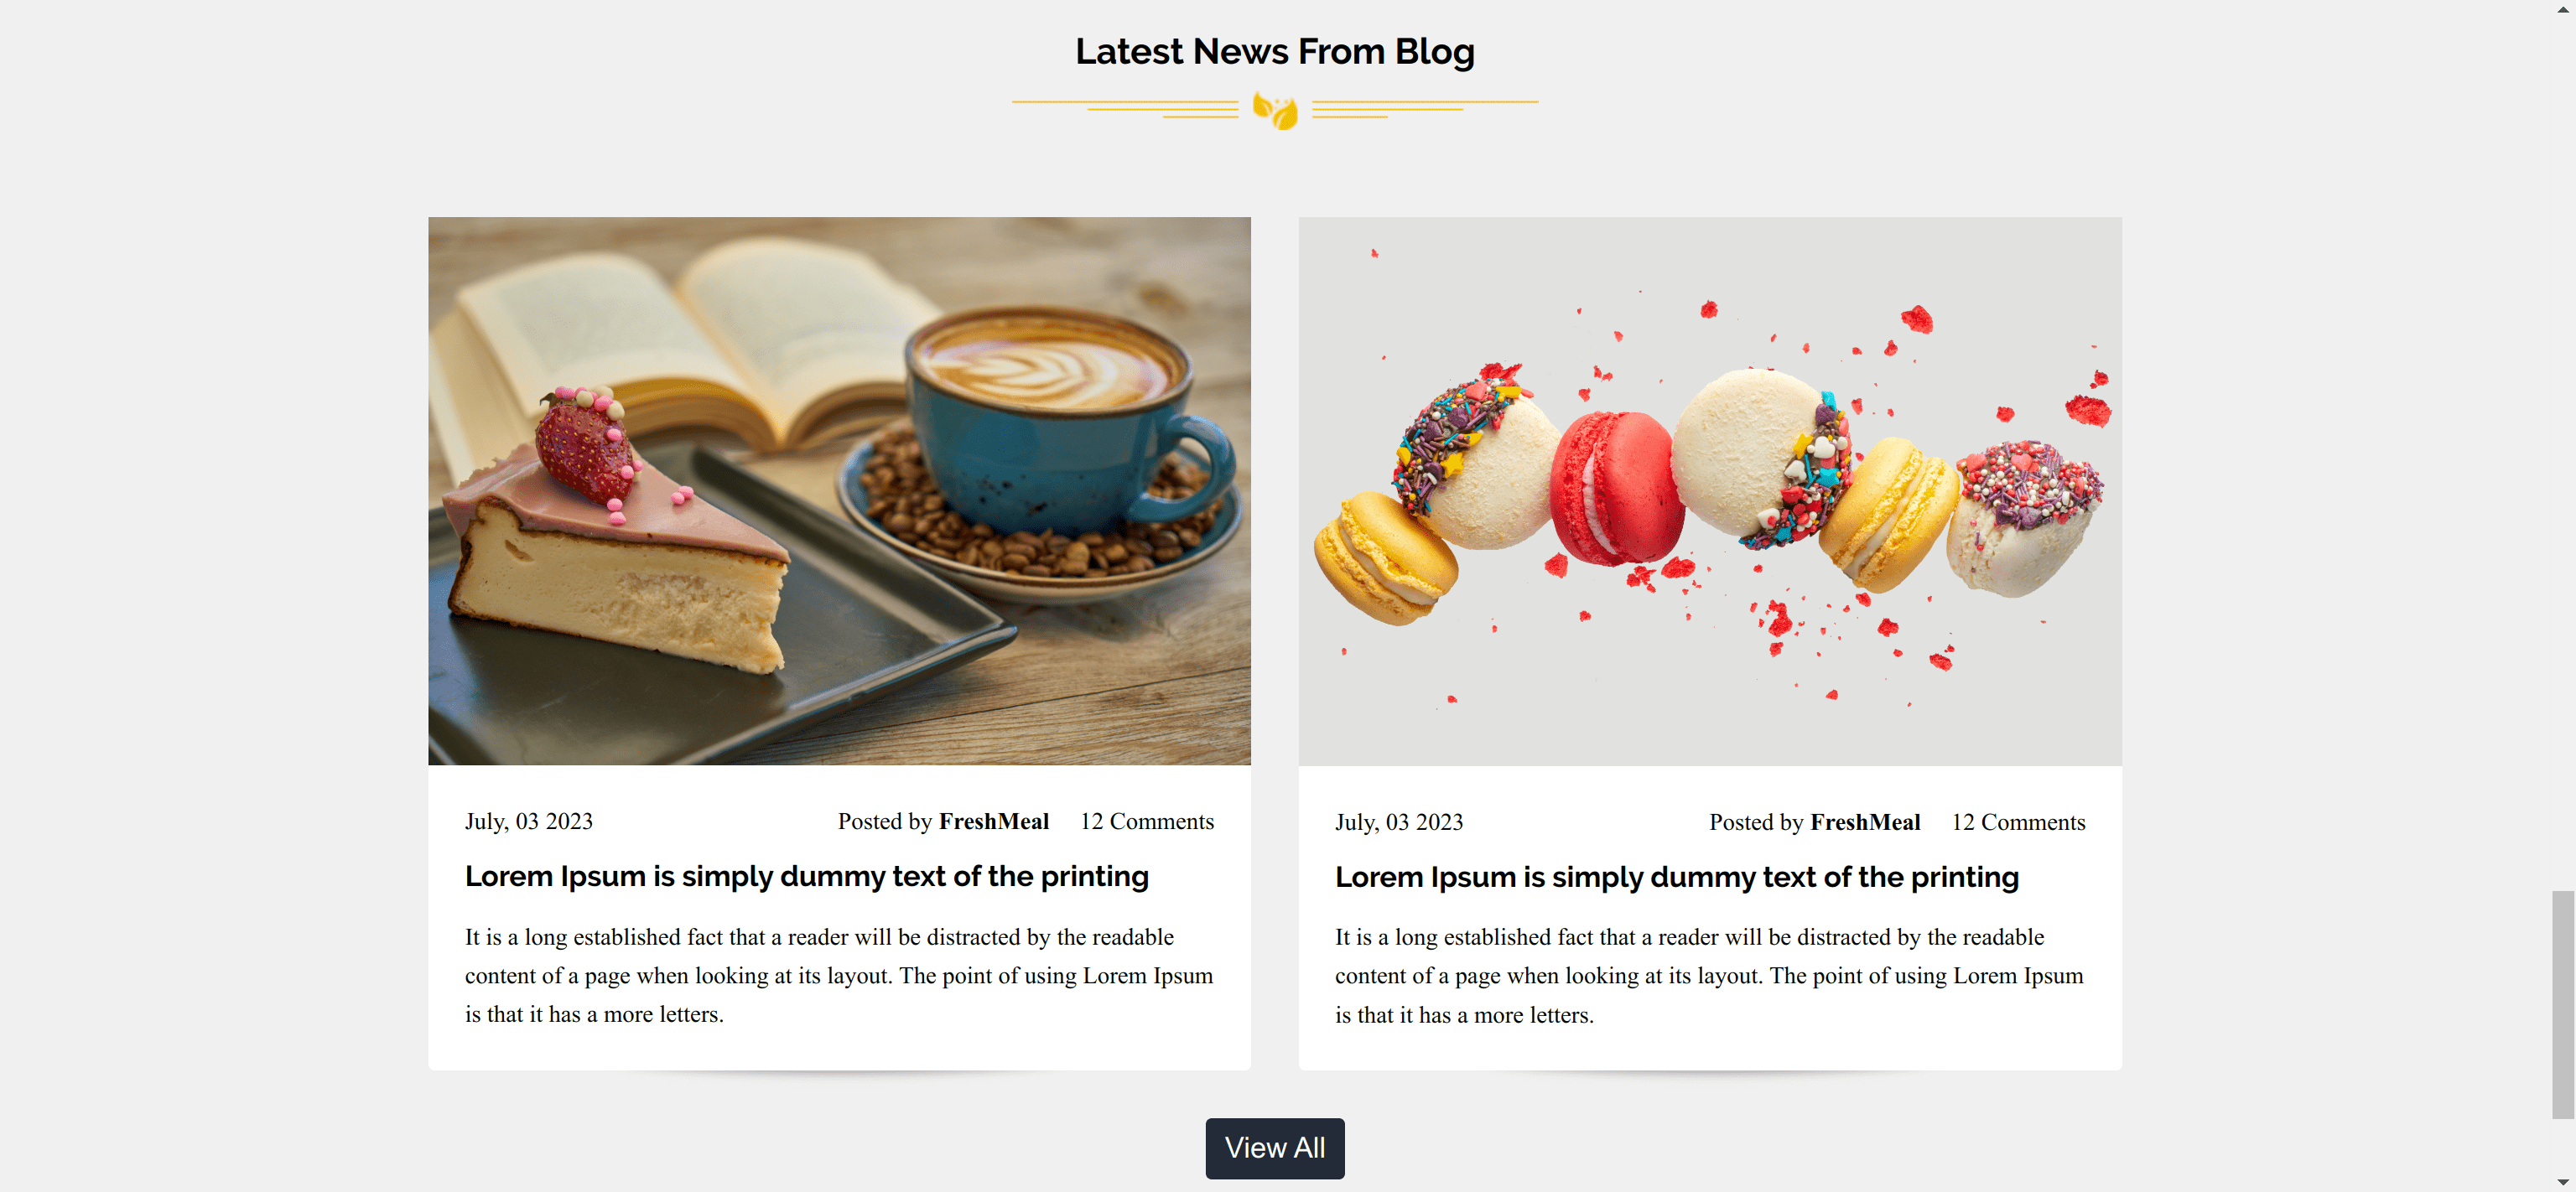 Latest News From Blog
July, 03 2023 Posted by FreshMeal 12 Comments
Lorem Ipsum is simply dummy text of the printing
It is a long established fact that a reader will be distracted by the readable
content of a page when looking at its layout. The point of using Lorem Ipsum
is that it has a more letters.
July, 03 2023 Posted by FreshMeal 12 Comments
Lorem Ipsum is simply dummy text of the printing
It is a long established fact that a reader will be distracted by the readable
content of a page when looking at its layout. The point of using Lorem Ipsum
is that it has a more letters.
View All